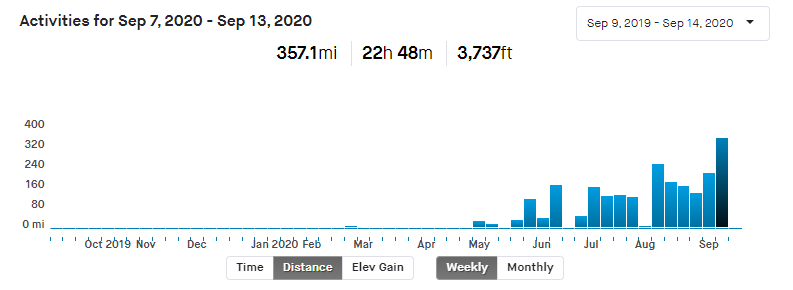 Activities for Sep 7, 2020 - Sep 13, 2020
Sep 9, 2019 - Sep 14, 2020
357.1mi 22h 48m 3,737ft
400
320
240
160
80
0 mi
Oct 2019 Nov Dec Jan 2020 Feb Mar Apr May Jun Jul Aug Sep
Time Distance Elev Gain Weekly Monthly